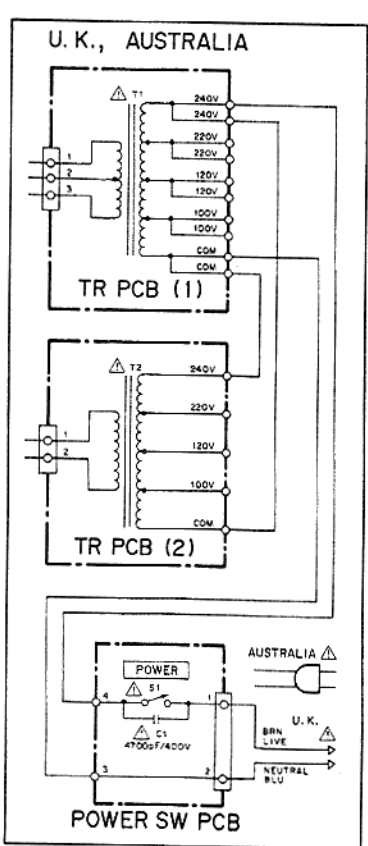 U. K., AUSTRALIA
T1
240V
240V
220V
220V
120V
120V
100V
100V
COM
COM
1
2
3
TR PCB (1)
T2
240V
220V
120V
100V
COM
1
2
TR PCB (2)
AUSTRALIA
POWER
4
S1
1
C1
4700pF/400V
U. K.
BRN
LIVE
3
2
NEUTRAL
BLU
POWER SW PCB